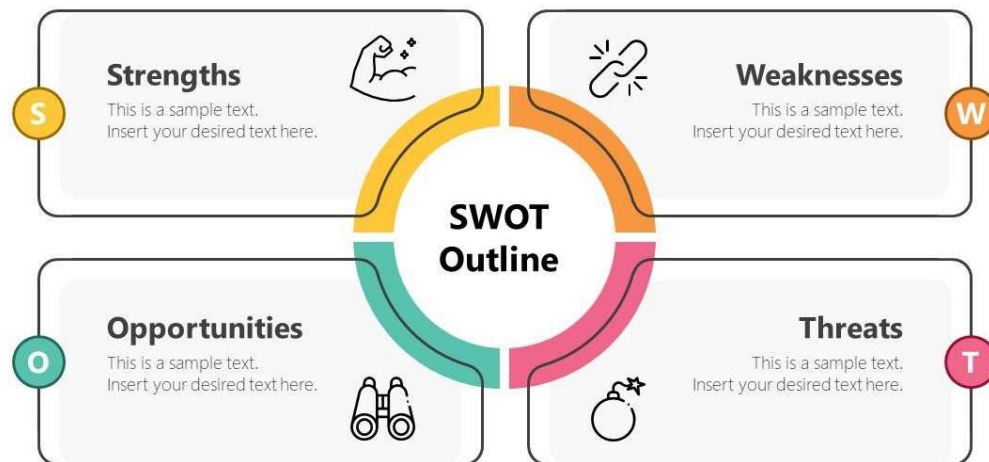 S
Strengths
This is a sample text.
Insert your desired text here.
Weaknesses
This is a sample text.
Insert your desired text here.
W
SWOT
Outline
O
Opportunities
This is a sample text.
Insert your desired text here.
Threats
This is a sample text.
Insert your desired text here.
T